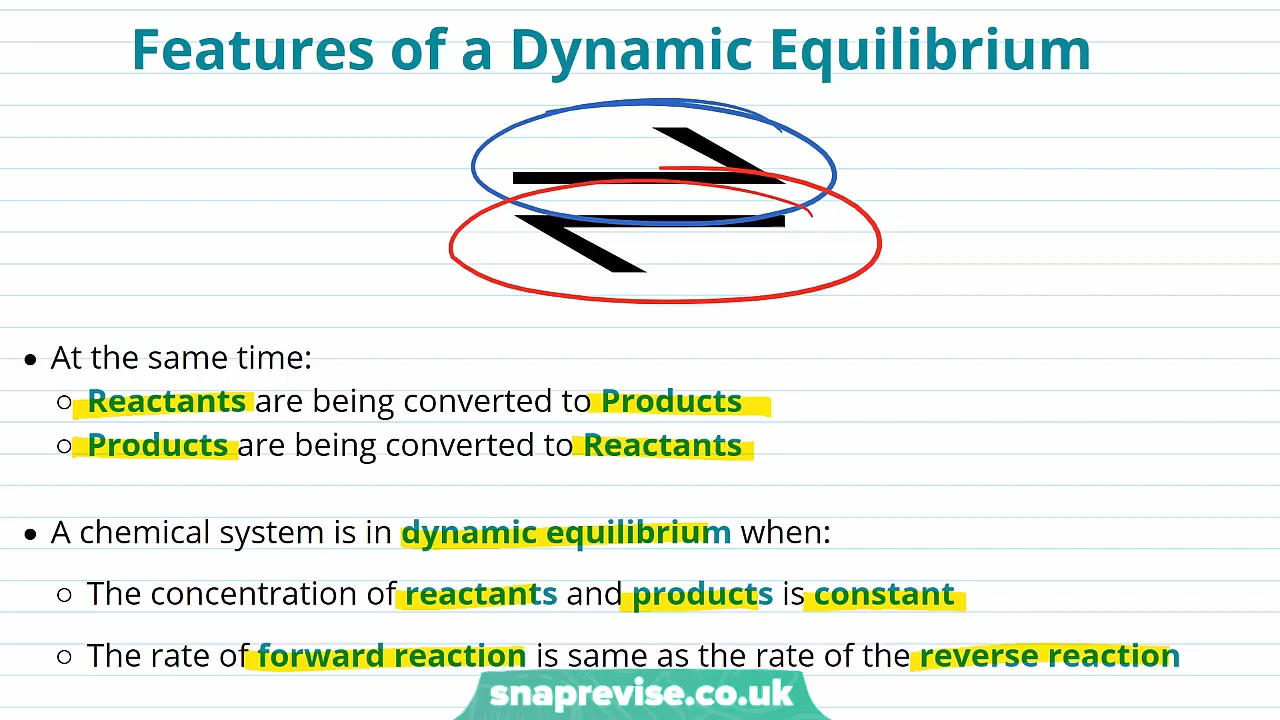 Features of a Dynamic Equilibrium
At the same time:
Reactants are being converted to Products
Products are being converted to Reactants
A chemical system is in dynamic equilibrium when:
The concentration of reactants and products is constant
The rate of forward reaction is same as the rate of the reverse reaction
snaprevise.co.uk